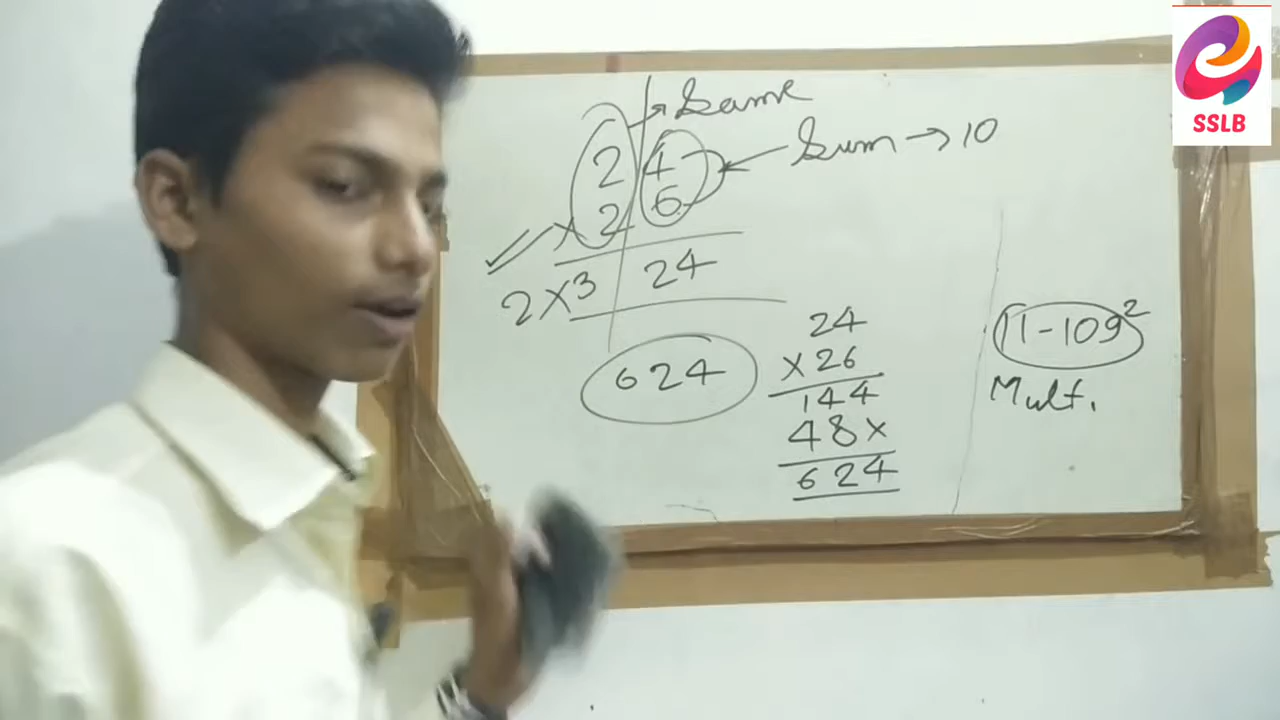 Same
2 4
Sum → 10
× 2 6
2×3 24
624
24
× 26
144
48×
624
11-109²
Mult.
SSLB